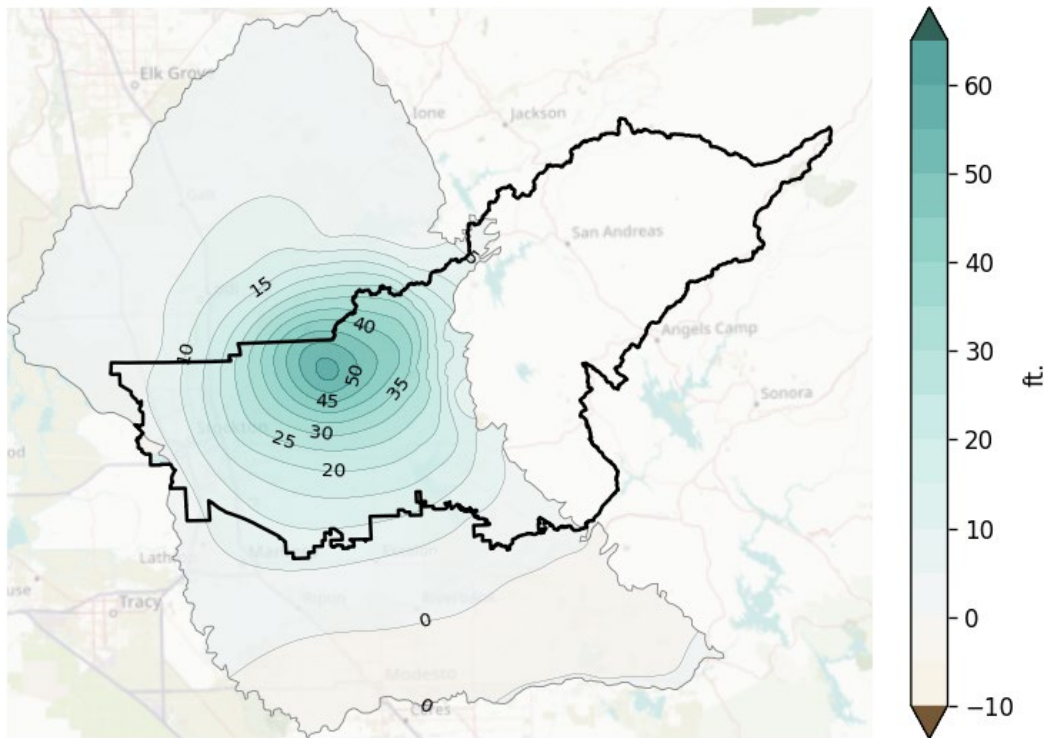 Elk Grove
Ione
Jackson
60
50
San Andreas
15
40
40
10
Angels Camp
50
35
45
30
Sonora
ft.
30
25
20
20
10
Tracy
0
0
Modesto
0
Ceres
−10